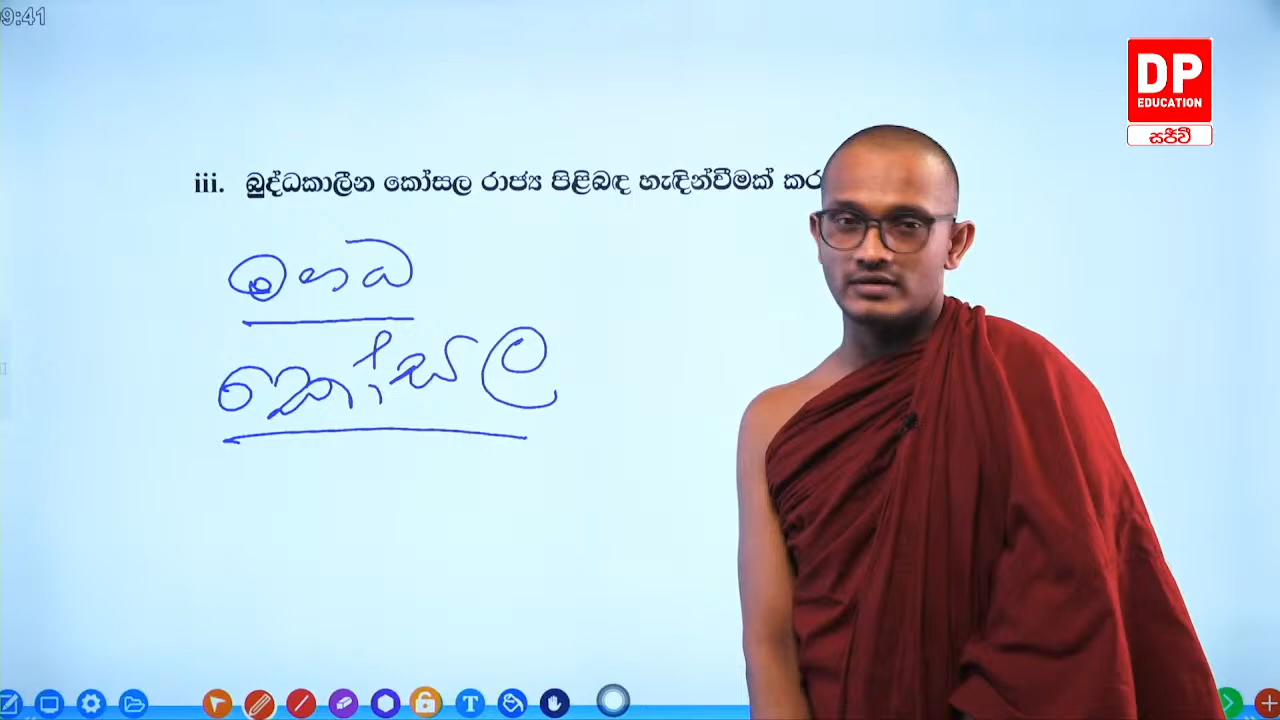 9:41
DP
EDUCATION
සජීවී
iii. බුද්ධකාලීන කෝසල රාජ්‍ය පිළිබඳ හැඳින්වීමක් කර
මගධ
කෝසල
T